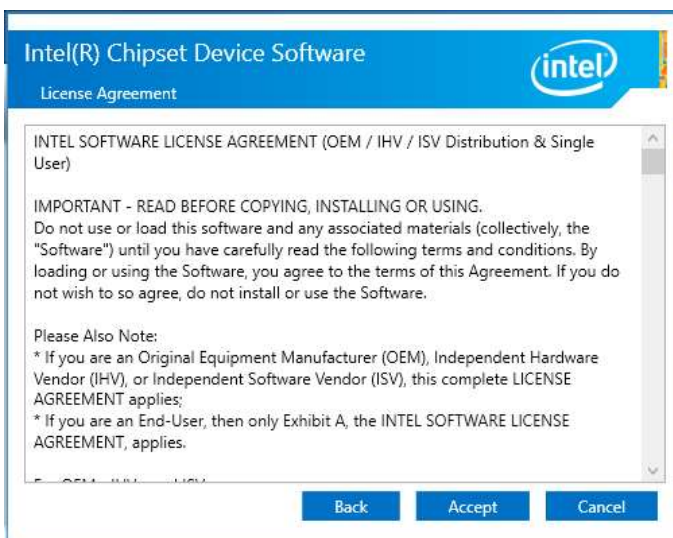 Intel(R) Chipset Device Software
intel
License Agreement
INTEL SOFTWARE LICENSE AGREEMENT (OEM / IHV / ISV Distribution & Single
User)
IMPORTANT - READ BEFORE COPYING, INSTALLING OR USING.
Do not use or load this software and any associated materials (collectively, the
"Software") until you have carefully read the following terms and conditions. By
loading or using the Software, you agree to the terms of this Agreement. If you do
not wish to so agree, do not install or use the Software.
Please Also Note:
* If you are an Original Equipment Manufacturer (OEM), Independent Hardware
Vendor (IHV), or Independent Software Vendor (ISV), this complete LICENSE
AGREEMENT applies;
* If you are an End-User, then only Exhibit A, the INTEL SOFTWARE LICENSE
AGREEMENT, applies.
Back
Accept
Cancel